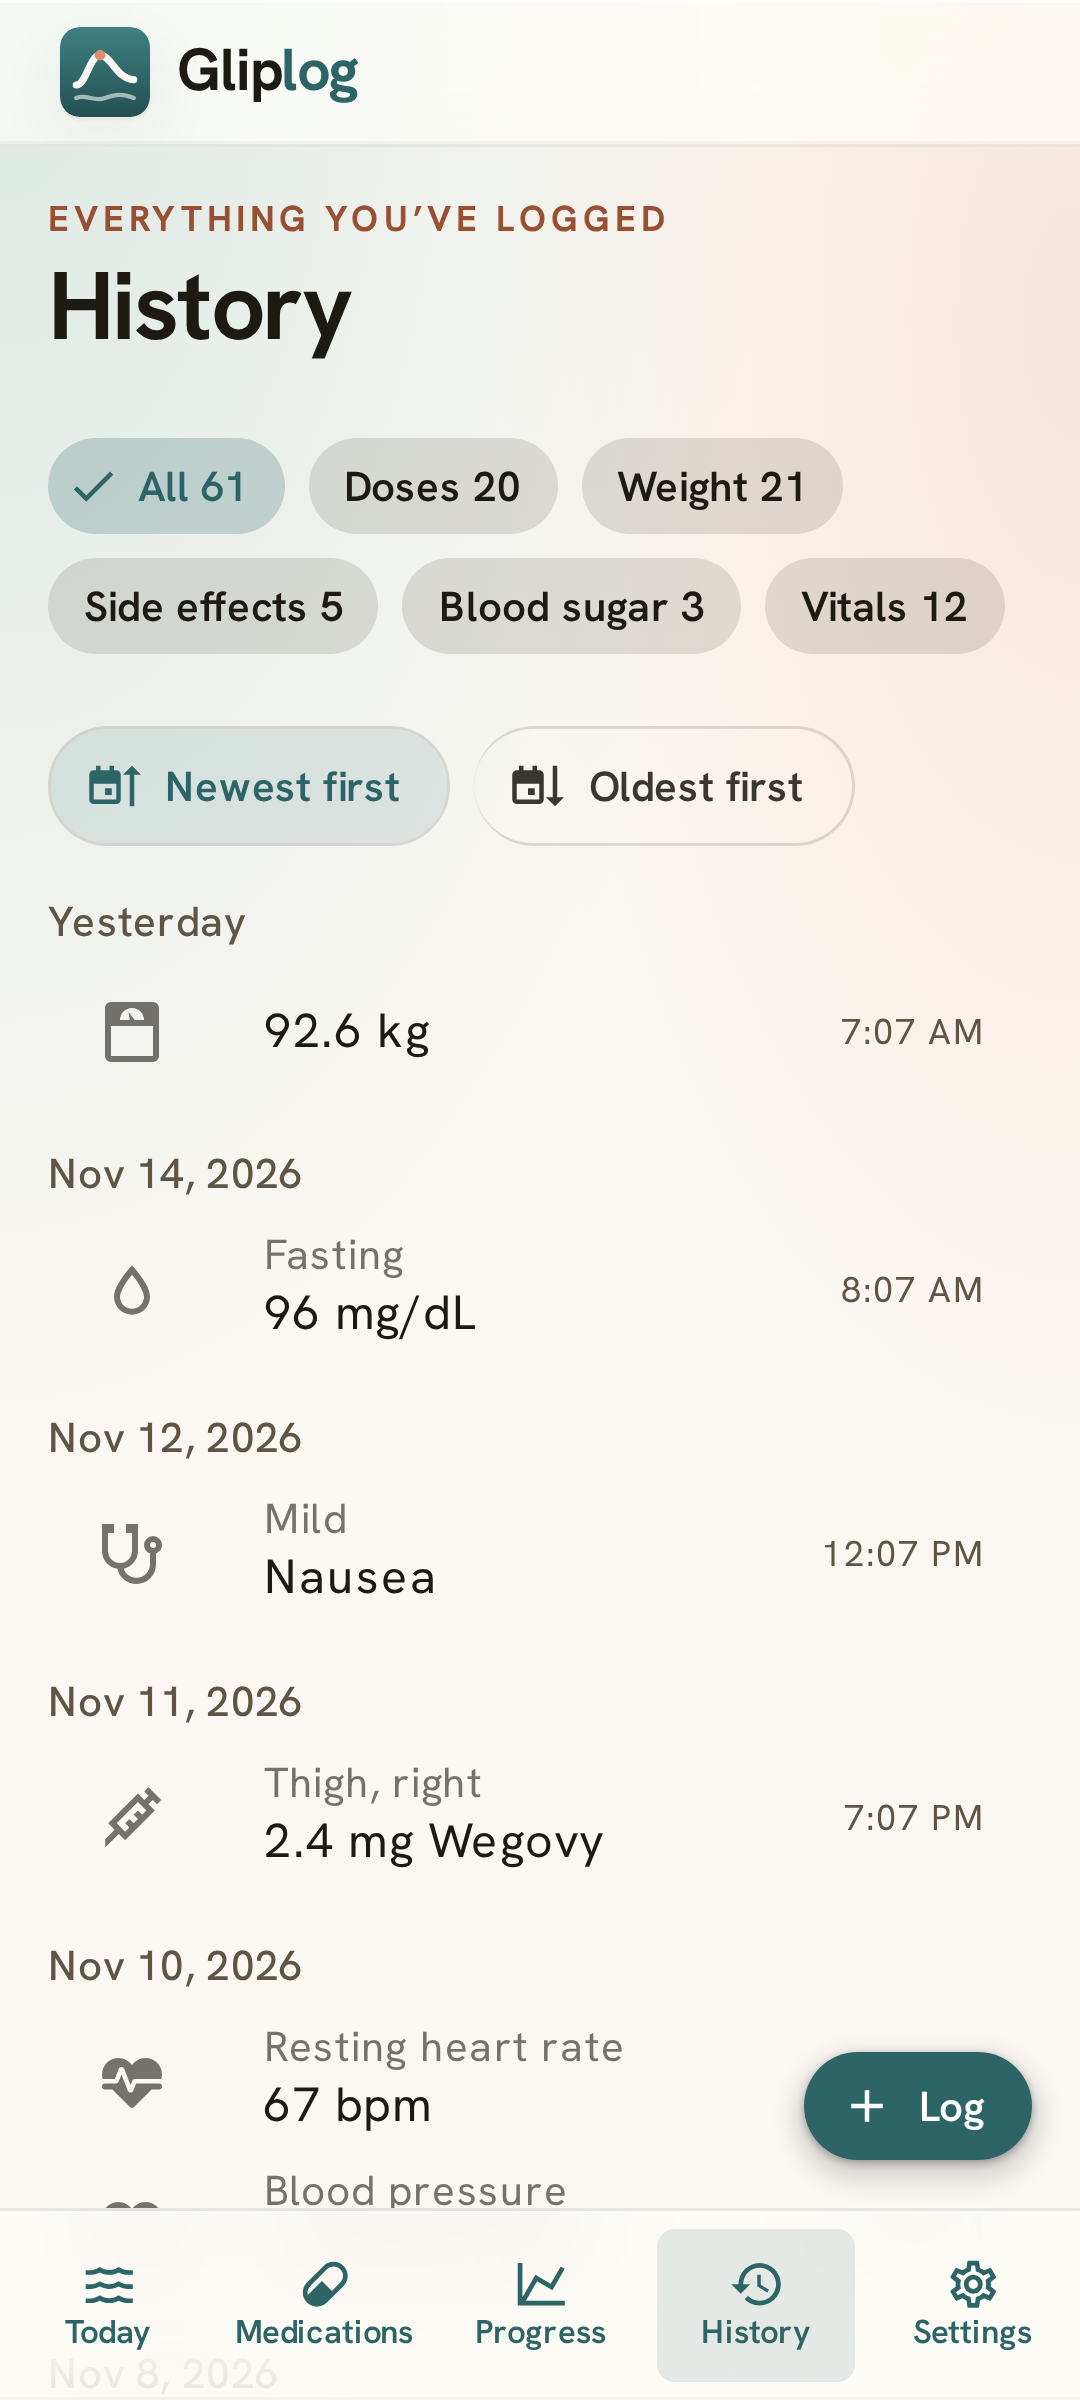 Gliplog
EVERYTHING YOU’VE LOGGED
History
All 61
Doses 20
Weight 21
Side effects 5
Blood sugar 3
Vitals 12
Newest first
Oldest first
Yesterday
92.6 kg
7:07 AM
Nov 14, 2026
Fasting
96 mg/dL
8:07 AM
Nov 12, 2026
Mild
Nausea
12:07 PM
Nov 11, 2026
Thigh, right
2.4 mg Wegovy
7:07 PM
Nov 10, 2026
Resting heart rate
67 bpm
Log
Blood pressure
Today
Medications
Progress
History
Settings
Nov 8, 2026